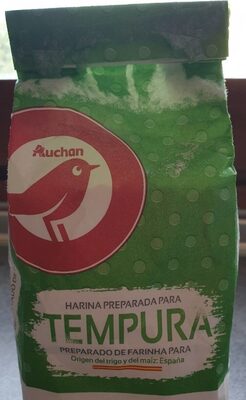 Auchan
HARINA PREPARADA PARA
TEMPURA
PREPARADO DE FARINHA PARA
Origen del trigo y del maíz: España